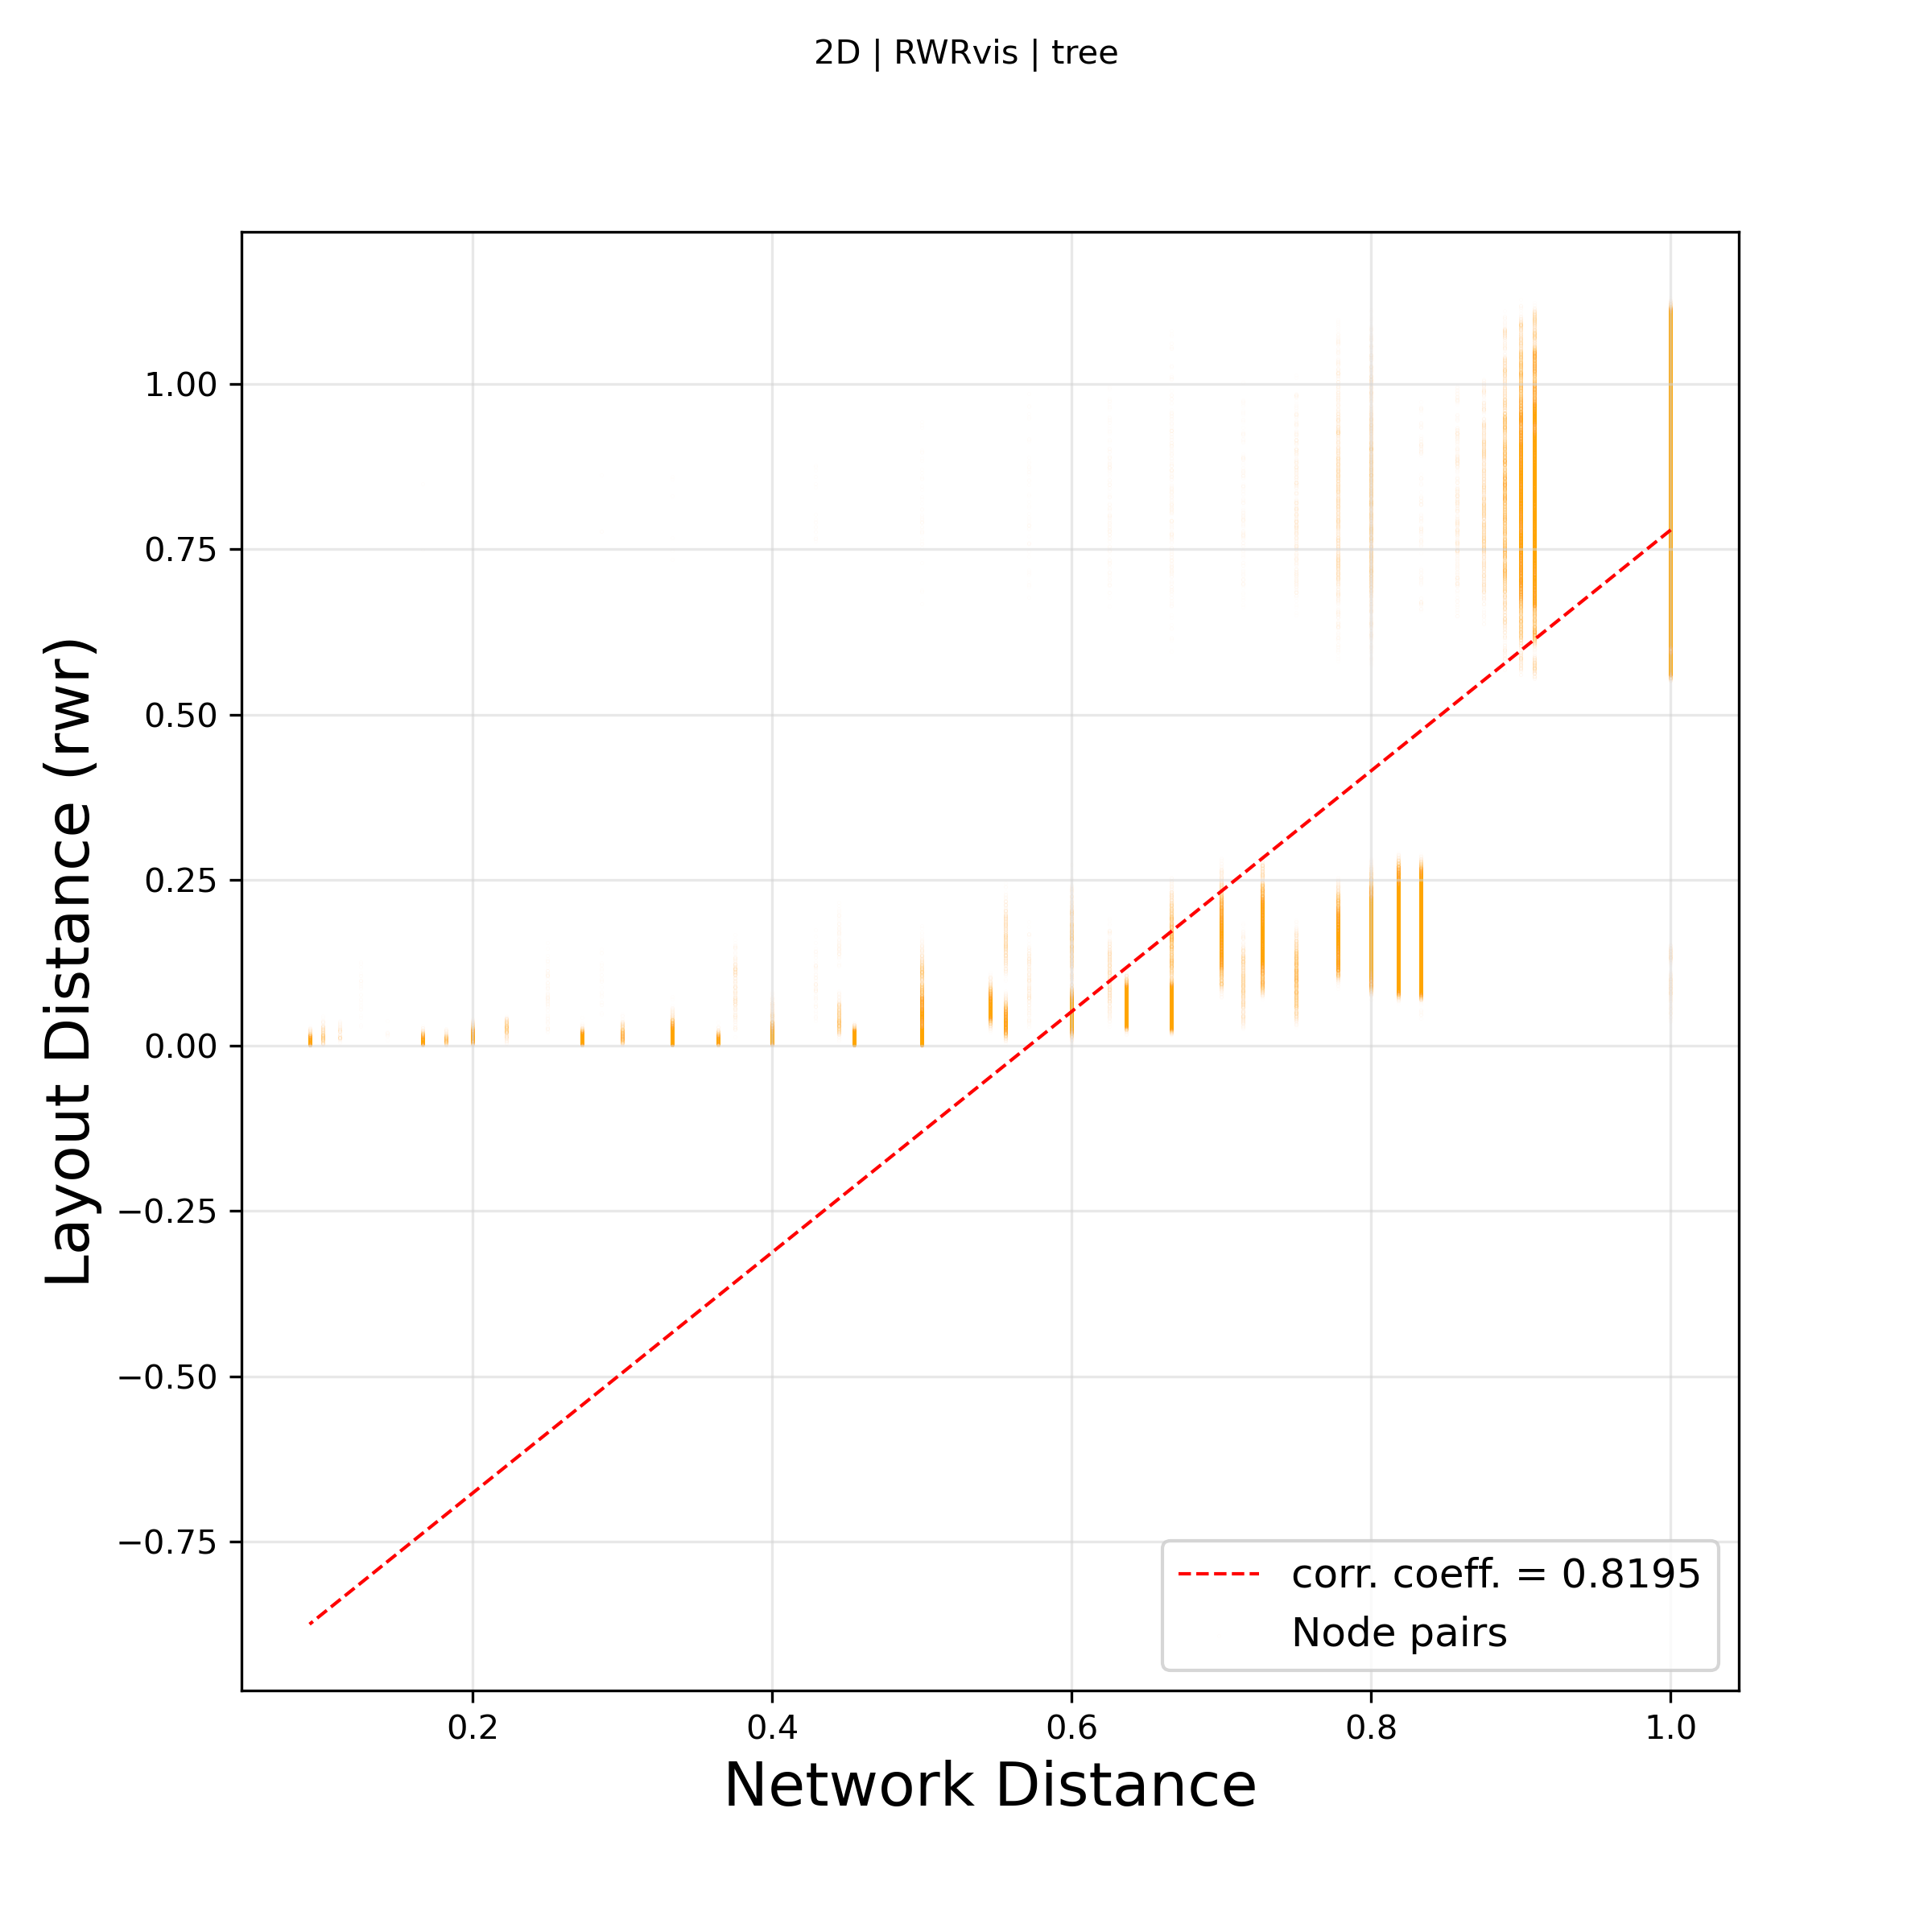 2D | RWRvis | tree
Layout Distance (rwr)
1.00
0.75
0.50
0.25
0.00
−0.25
−0.50
−0.75
corr. coeff. = 0.8195
Node pairs
0.2 0.4 0.6 0.8 1.0
Network Distance